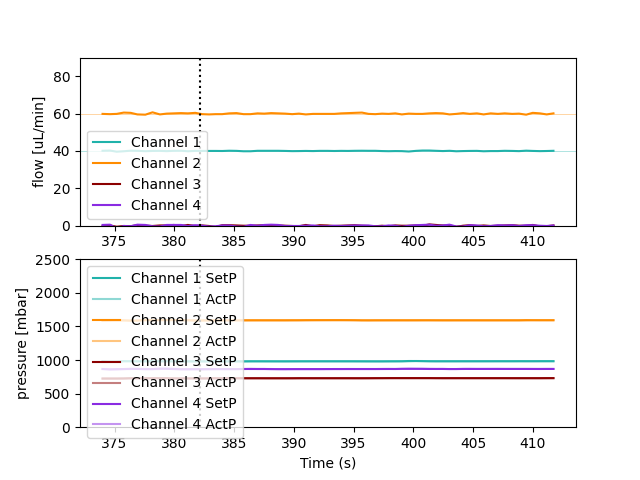 80
60
40
20
0
flow [uL/min]
Channel 1
Channel 2
Channel 3
Channel 4
375 380 385 390 395 400 405 410
2500
2000
1500
1000
500
0
pressure [mbar]
Channel 1 SetP
Channel 1 ActP
Channel 2 SetP
Channel 2 ActP
Channel 3 SetP
Channel 3 ActP
Channel 4 SetP
Channel 4 ActP
375 380 385 390 395 400 405 410
Time (s)